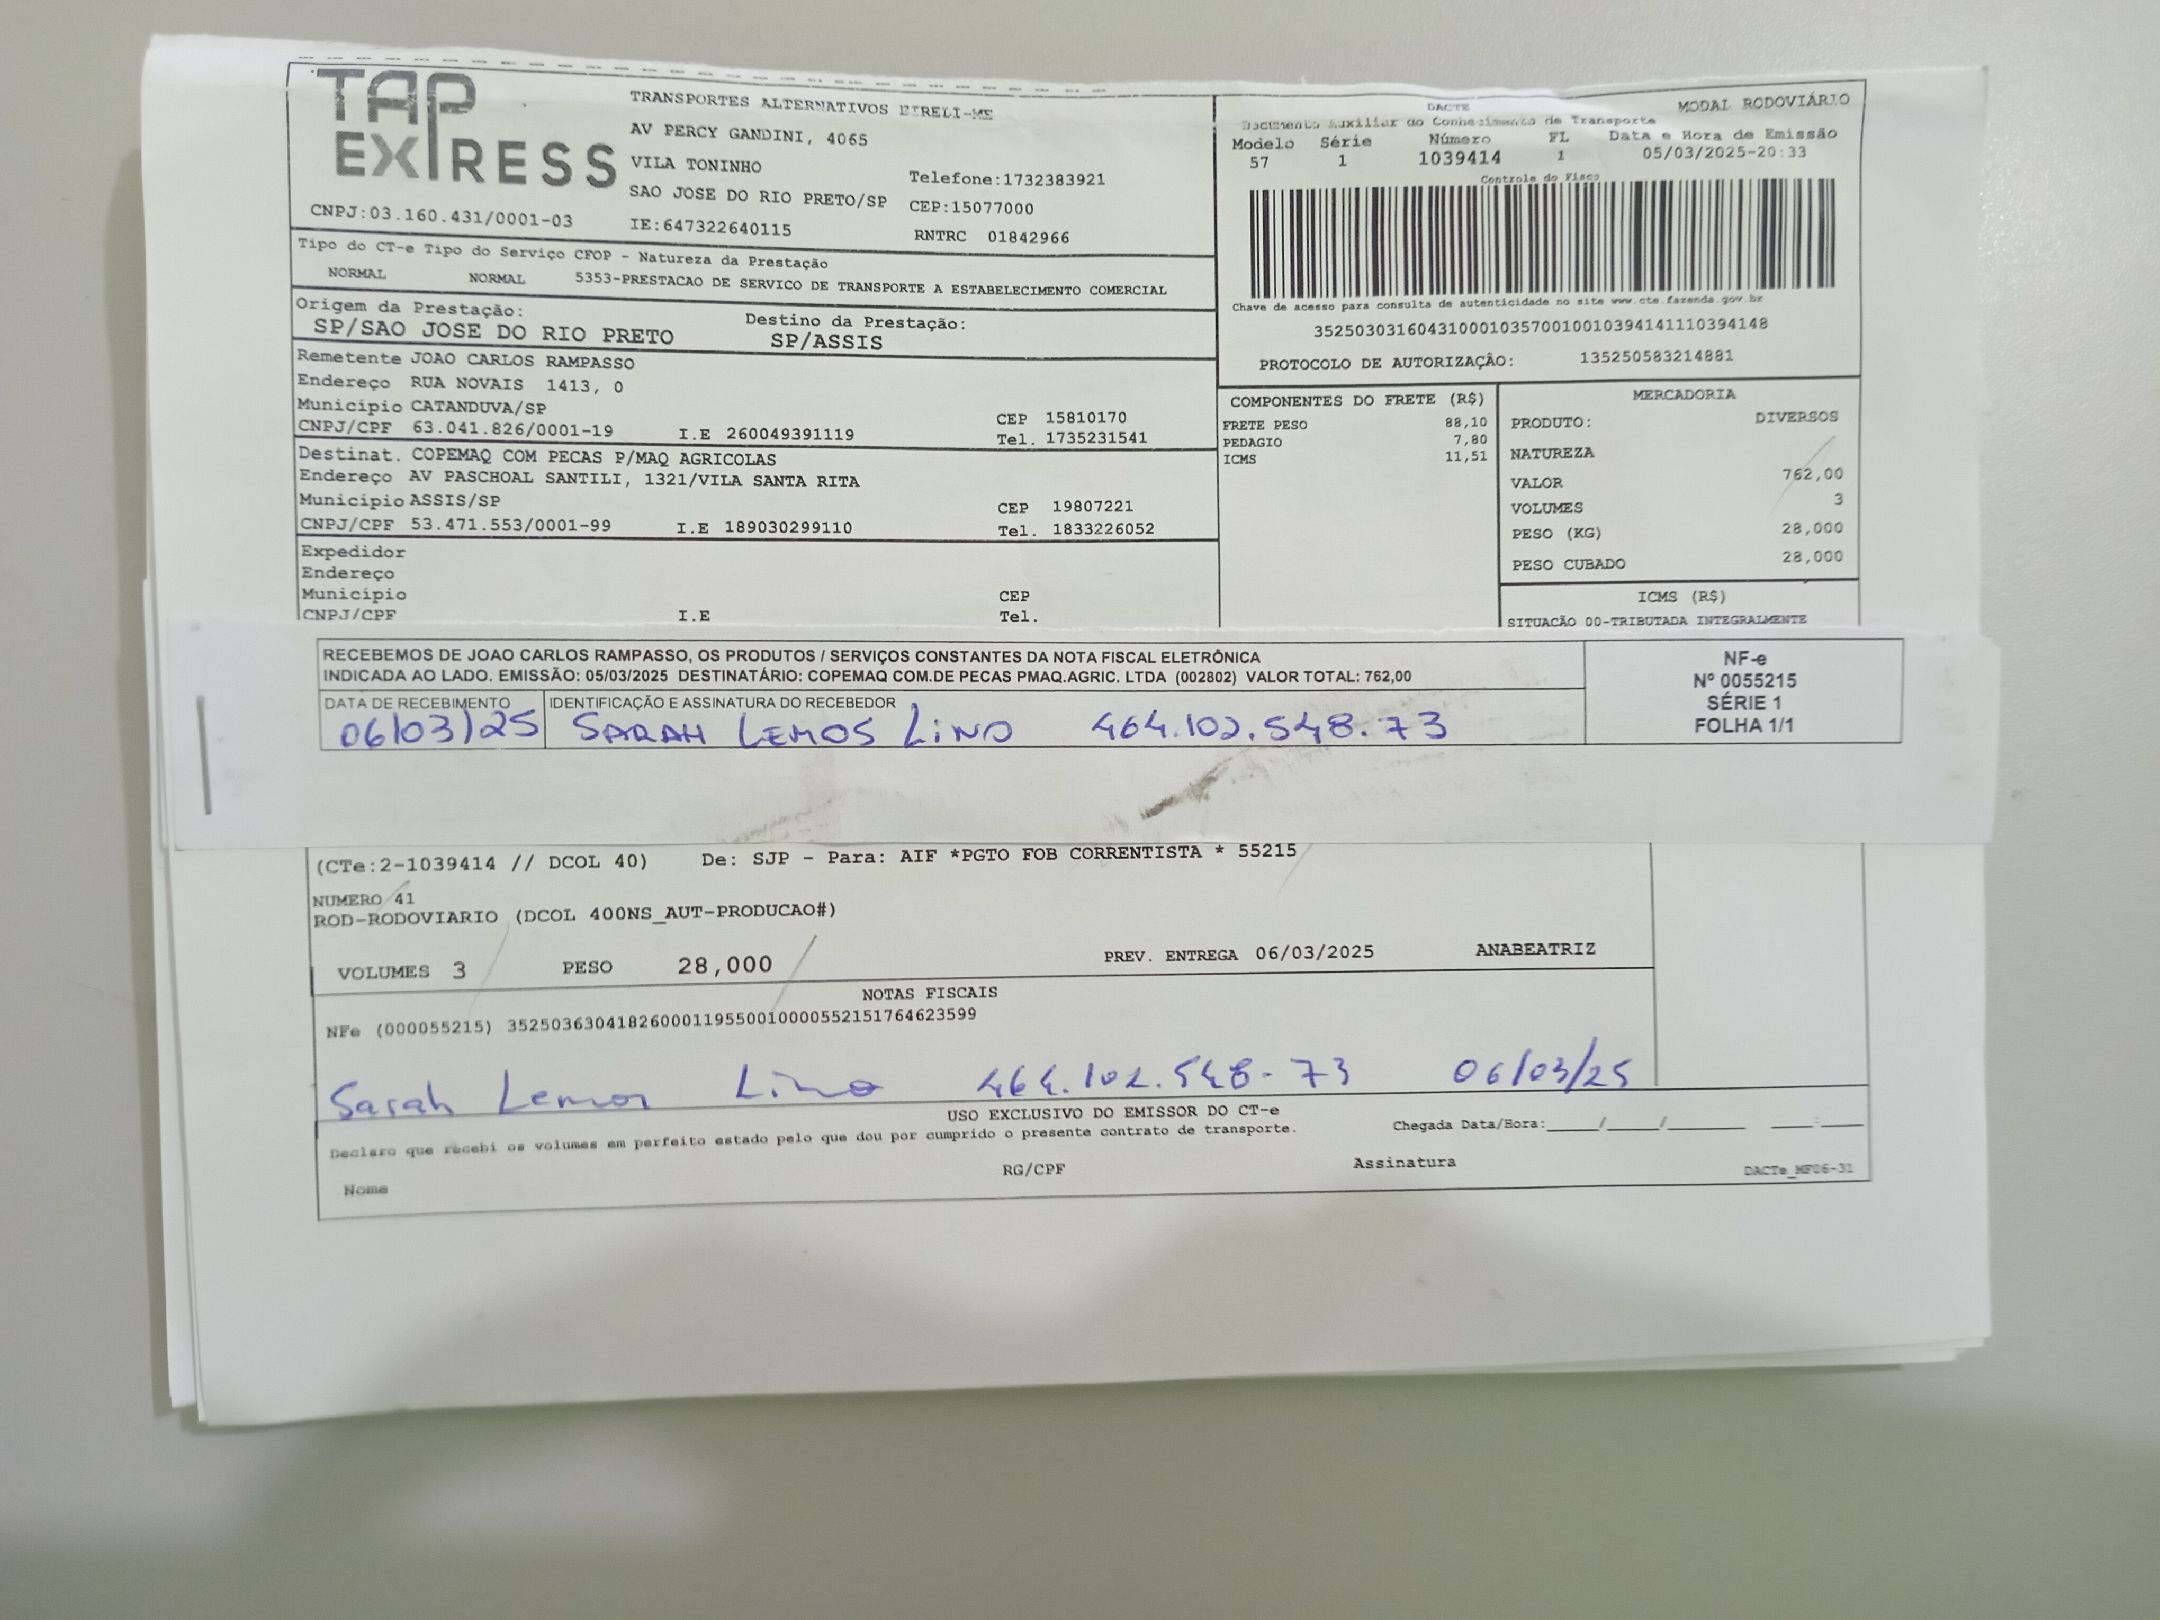 TAP EXPRESS
TRANSPORTES ALTERNATIVOS EIRELI-ME
AV PERCY GANDINI, 4065
VILA TONINHO
Telefone:1732383921
SAO JOSE DO RIO PRETO/SP CEP:15077000
CNPJ:03.160.431/0001-03 IE:647322640115 RNTRC 01842966
DACTE MODAL RODOVIÁRIO
Documento Auxiliar do Conhecimento de Transporte
Modelo Série Número FL Data e Hora de Emissão
57 1 1039414 1 05/03/2025-20:33
Controle do Fisco
Chave de acesso para consulta de autenticidade no site www.cte.fazenda.gov.br
35250303160431000103570010010394141110394148
PROTOCOLO DE AUTORIZAÇÂO: 135250583214881
Tipo do CT-e Tipo do Serviço CFOP - Natureza da Prestação
NORMAL NORMAL 5353-PRESTACAO DE SERVICO DE TRANSPORTE A ESTABELECIMENTO COMERCIAL
Origem da Prestação: Destino da Prestação:
SP/SAO JOSE DO RIO PRETO SP/ASSIS
Remetente JOAO CARLOS RAMPASSO
Endereço RUA NOVAIS 1413, 0
Município CATANDUVA/SP CEP 15810170
CNPJ/CPF 63.041.826/0001-19 I.E 260049391119 Tel. 1735231541
Destinat. COPEMAQ COM PECAS P/MAQ AGRICOLAS
Endereço AV PASCHOAL SANTILI, 1321/VILA SANTA RITA
Município ASSIS/SP CEP 19807221
CNPJ/CPF 53.471.553/0001-99 I.E 189030299110 Tel. 1833226052
Expedidor
Endereço
Município CEP
CNPJ/CPF I.E Tel.
COMPONENTES DO FRETE (R$)
FRETE PESO 88,10
PEDAGIO 7,80
ICMS 11,51
MERCADORIA
PRODUTO: DIVERSOS
NATUREZA
VALOR 762,00
VOLUMES 3
PESO (KG) 28,000
PESO CUBADO 28,000
ICMS (R$)
SITUACÃO 00-TRIBUTADA INTEGRALMENTE
RECEBEMOS DE JOAO CARLOS RAMPASSO, OS PRODUTOS / SERVIÇOS CONSTANTES DA NOTA FISCAL ELETRÔNICA
INDICADA AO LADO. EMISSÃO: 05/03/2025 DESTINATÁRIO: COPEMAQ COM.DE PECAS PMAQ.AGRIC. LTDA (002802) VALOR TOTAL: 762,00
DATA DE RECEBIMENTO IDENTIFICAÇÃO E ASSINATURA DO RECEBEDOR
06/03/25 SARAH LEMOS LINO 464.102.548.73
NF-e
Nº 0055215
SÉRIE 1
FOLHA 1/1
(CTe:2-1039414 // DCOL 40) De: SJP - Para: AIF *PGTO FOB CORRENTISTA * 55215
NUMERO 41
ROD-RODOVIARIO (DCOL 400NS_AUT-PRODUCAO#)
VOLUMES 3 PESO 28,000 PREV. ENTREGA 06/03/2025 ANABEATRIZ
NOTAS FISCAIS
NFe (000055215) 35250363041826000119550010000552151764623599
Sarah Lemos Lino 464.102.548-73 06/03/25
USO EXCLUSIVO DO EMISSOR DO CT-e
Declaro que recebi os volumes em perfeito estado pelo que dou por cumprido o presente contrato de transporte. Chegada Data/Hora:_____/_____/________ ____:____
Nome RG/CPF Assinatura DACTe_MF06-31